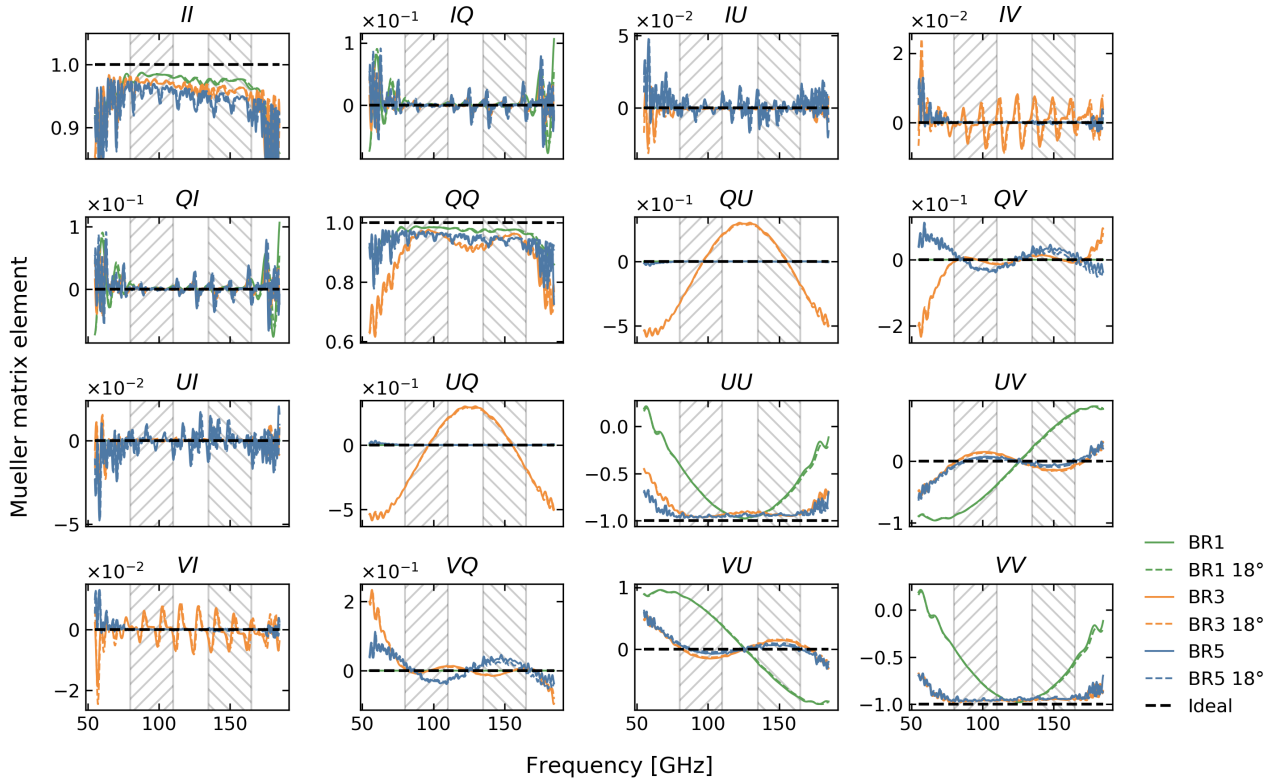 II
IQ
IU
IV
×10⁻¹
×10⁻²
×10⁻²
1.0
0.9
1
0
5
0
2
0
QI
QQ
QU
QV
×10⁻¹
×10⁻¹
×10⁻¹
1
0
1.0
0.8
0.6
0
−5
0
−2
UI
UQ
UU
UV
×10⁻²
×10⁻¹
0
−5
0
−5
0.0
−0.5
−1.0
0
−1
VI
VQ
VU
VV
×10⁻²
×10⁻¹
0
−2
2
0
1
0
0.0
−0.5
−1.0
50 100 150
50 100 150
50 100 150
50 100 150
Mueller matrix element
Frequency [GHz]
BR1
BR1 18°
BR3
BR3 18°
BR5
BR5 18°
Ideal